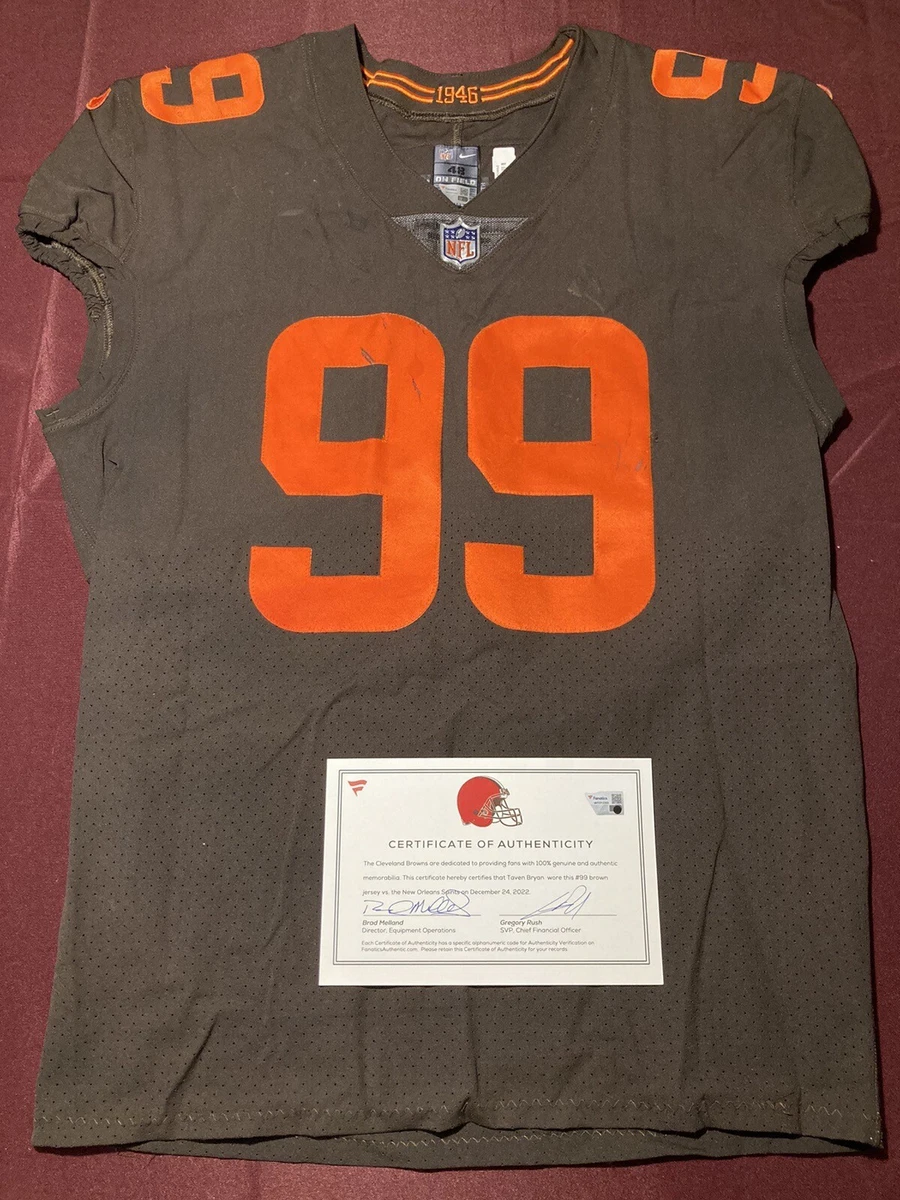 99
99
1946
48
ON FIELD
NFL
99
Fanatics
CERTIFICATE OF AUTHENTICITY
The Cleveland Browns are dedicated to providing fans with 100% genuine and authentic
memorabilia. This certificate hereby certifies that Taven Bryan wore this #99 brown
jersey vs. the New Orleans Saints on December 24, 2022.
Brad Melland
Gregory Rush
Director, Equipment Operations
SVP, Chief Financial Officer
Each Certificate of Authenticity has a specific alphanumeric code for Authenticity Verification on
FanaticsAuthentic.com. Please retain this Certificate of Authenticity for your records.